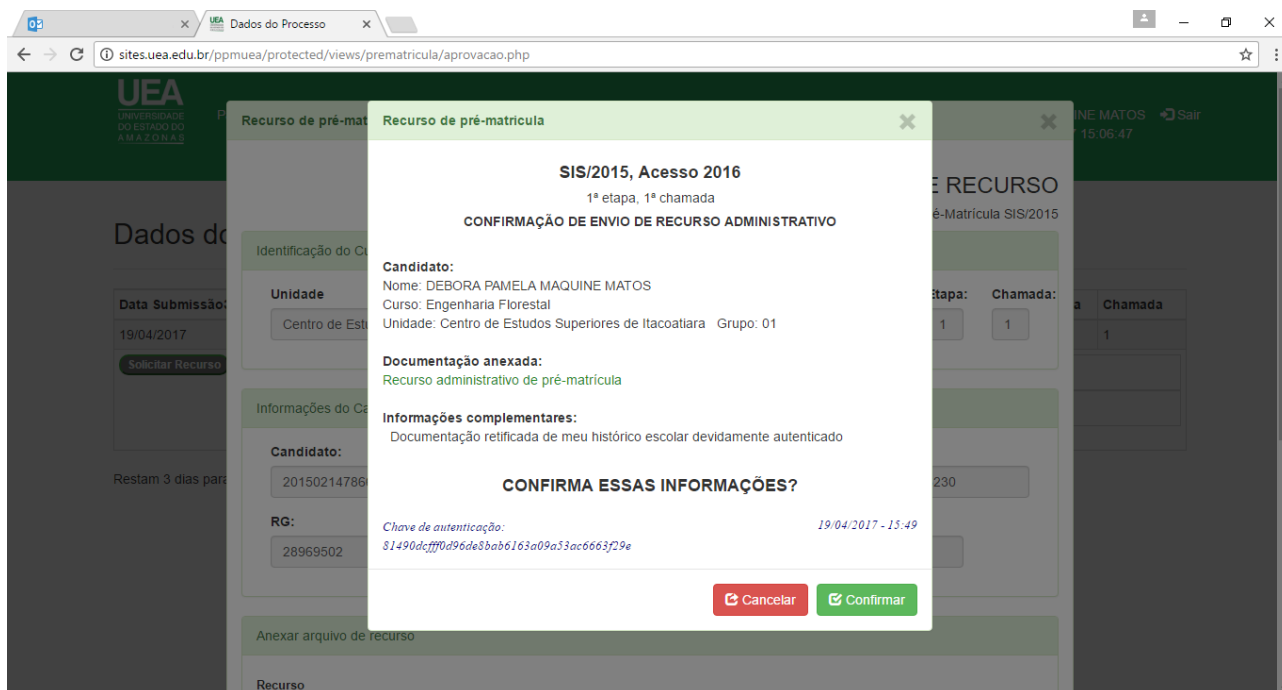 Dados do Processo
sites.uea.edu.br/ppmuea/protected/views/prematricula/aprovacao.php
UEA
UNIVERSIDADE
DO ESTADO DO
AMAZONAS
INE MATOS Sair
15:06:47
Recurso de pré-mat
Recurso de pré-matricula
SIS/2015, Acesso 2016
1ª etapa, 1ª chamada
CONFIRMAÇÃO DE ENVIO DE RECURSO ADMINISTRATIVO
E RECURSO
é-Matrícula SIS/2015
Dados do
Identificação do Cu
Candidato:
Nome: DEBORA PAMELA MAQUINE MATOS
Curso: Engenharia Florestal
Unidade: Centro de Estudos Superiores de Itacoatiara Grupo: 01
Unidade
Centro de Estu
Etapa: Chamada:
1 1
Data Submissão
19/04/2017
Solicitar Recurso
a Chamada
1
Documentação anexada:
Recurso administrativo de pré-matrícula
Informações complementares:
Documentação retificada de meu histórico escolar devidamente autenticado
Informações do Ca
Candidato:
20150214786
230
Restam 3 dias para
CONFIRMA ESSAS INFORMAÇÕES?
RG:
28969502
Chave de autenticação: 19/04/2017 - 15:49
81490dcfff0d96de8bab6163a09a53ac6663f29e
Cancelar Confirmar
Anexar arquivo de recurso
Recurso